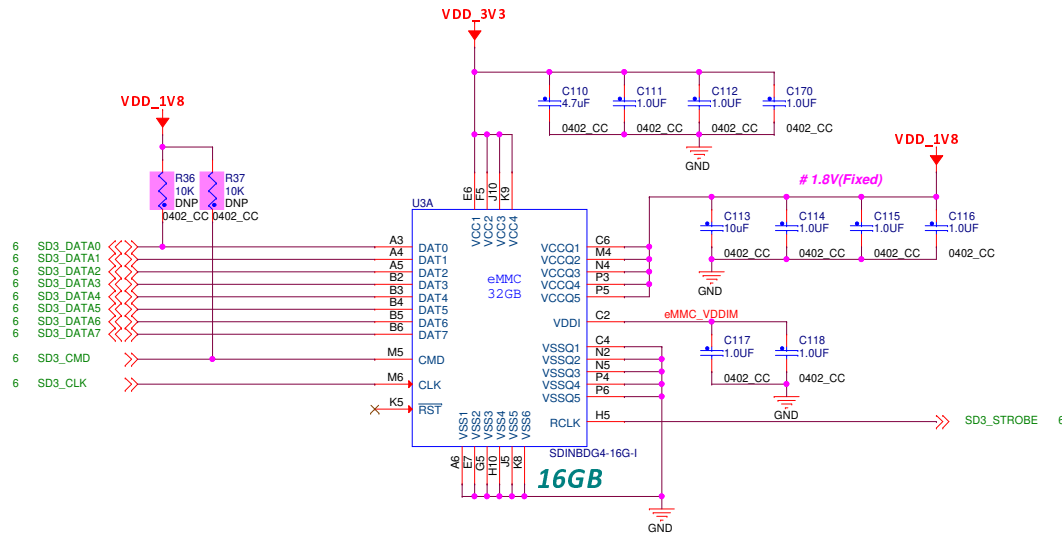 VDD_3V3
VDD_1V8
C110
4.7uF
0402_CC
C111
1.0UF
0402_CC
C112
1.0UF
0402_CC
C170
1.0UF
0402_CC
GND
VDD_1V8
# 1.8V(Fixed)
R36
10K
DNP
0402_CC
R37
10K
DNP
0402_CC
C113
10uF
0402_CC
C114
1.0UF
0402_CC
C115
1.0UF
0402_CC
C116
1.0UF
0402_CC
GND
U3A
E6 F5 J10 K9
VCC1 VCC2 VCC3 VCC4
eMMC
32GB
6 SD3_DATA0 A3 DAT0
6 SD3_DATA1 A4 DAT1
6 SD3_DATA2 A5 DAT2
6 SD3_DATA3 B2 DAT3
6 SD3_DATA4 B3 DAT4
6 SD3_DATA5 B4 DAT5
6 SD3_DATA6 B5 DAT6
6 SD3_DATA7 B6 DAT7
6 SD3_CMD M5 CMD
6 SD3_CLK M6 CLK
K5 RST
VCCQ1 C6
VCCQ2 M4
VCCQ3 N4
VCCQ4 P3
VCCQ5 P5
VDDI C2 eMMC_VDDIM
C117
1.0UF
0402_CC
C118
1.0UF
0402_CC
GND
VSSQ1 C4
VSSQ2 N2
VSSQ3 N5
VSSQ4 P4
VSSQ5 P6
RCLK H5 SD3_STROBE 6
VSS1 VSS2 VSS3 VSS4 VSS5 VSS6
A6 E7 G5 H10 J5 K8
SDINBDG4-16G-I
16GB
GND